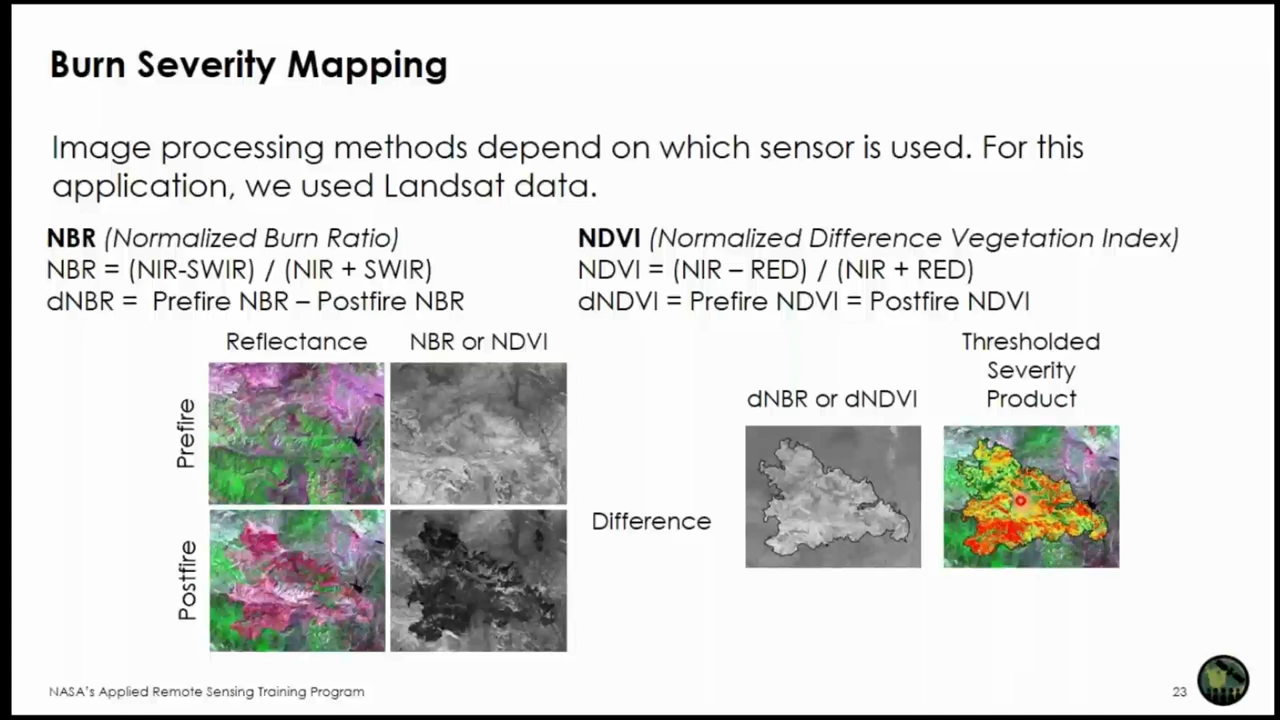 Burn Severity Mapping
Image processing methods depend on which sensor is used. For this
application, we used Landsat data.
NBR (Normalized Burn Ratio)
NBR = (NIR-SWIR) / (NIR + SWIR)
dNBR = Prefire NBR – Postfire NBR
NDVI (Normalized Difference Vegetation Index)
NDVI = (NIR – RED) / (NIR + RED)
dNDVI = Prefire NDVI = Postfire NDVI
Reflectance
NBR or NDVI
Prefire
Postfire
Difference
dNBR or dNDVI
Thresholded
Severity
Product
NASA's Applied Remote Sensing Training Program
23